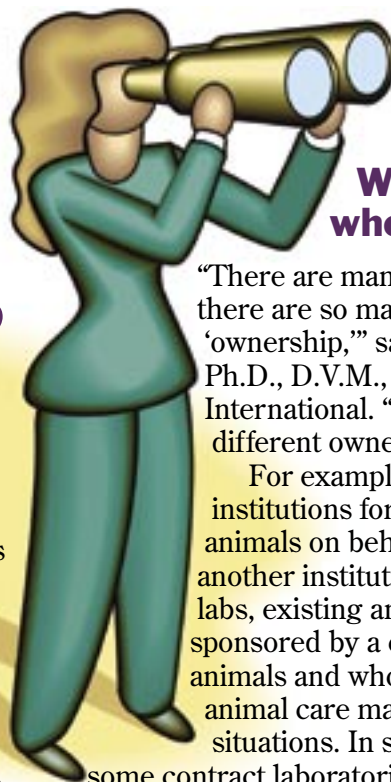 W
who
“There are man
there are so ma
‘ownership,’” sa
Ph.D., D.V.M.,
International. “
different owne
For exampl
institutions for
animals on beh
s
another institut
labs, existing an
sponsored by a c
animals and who
animal care ma
situations. In s
some contract laboratori